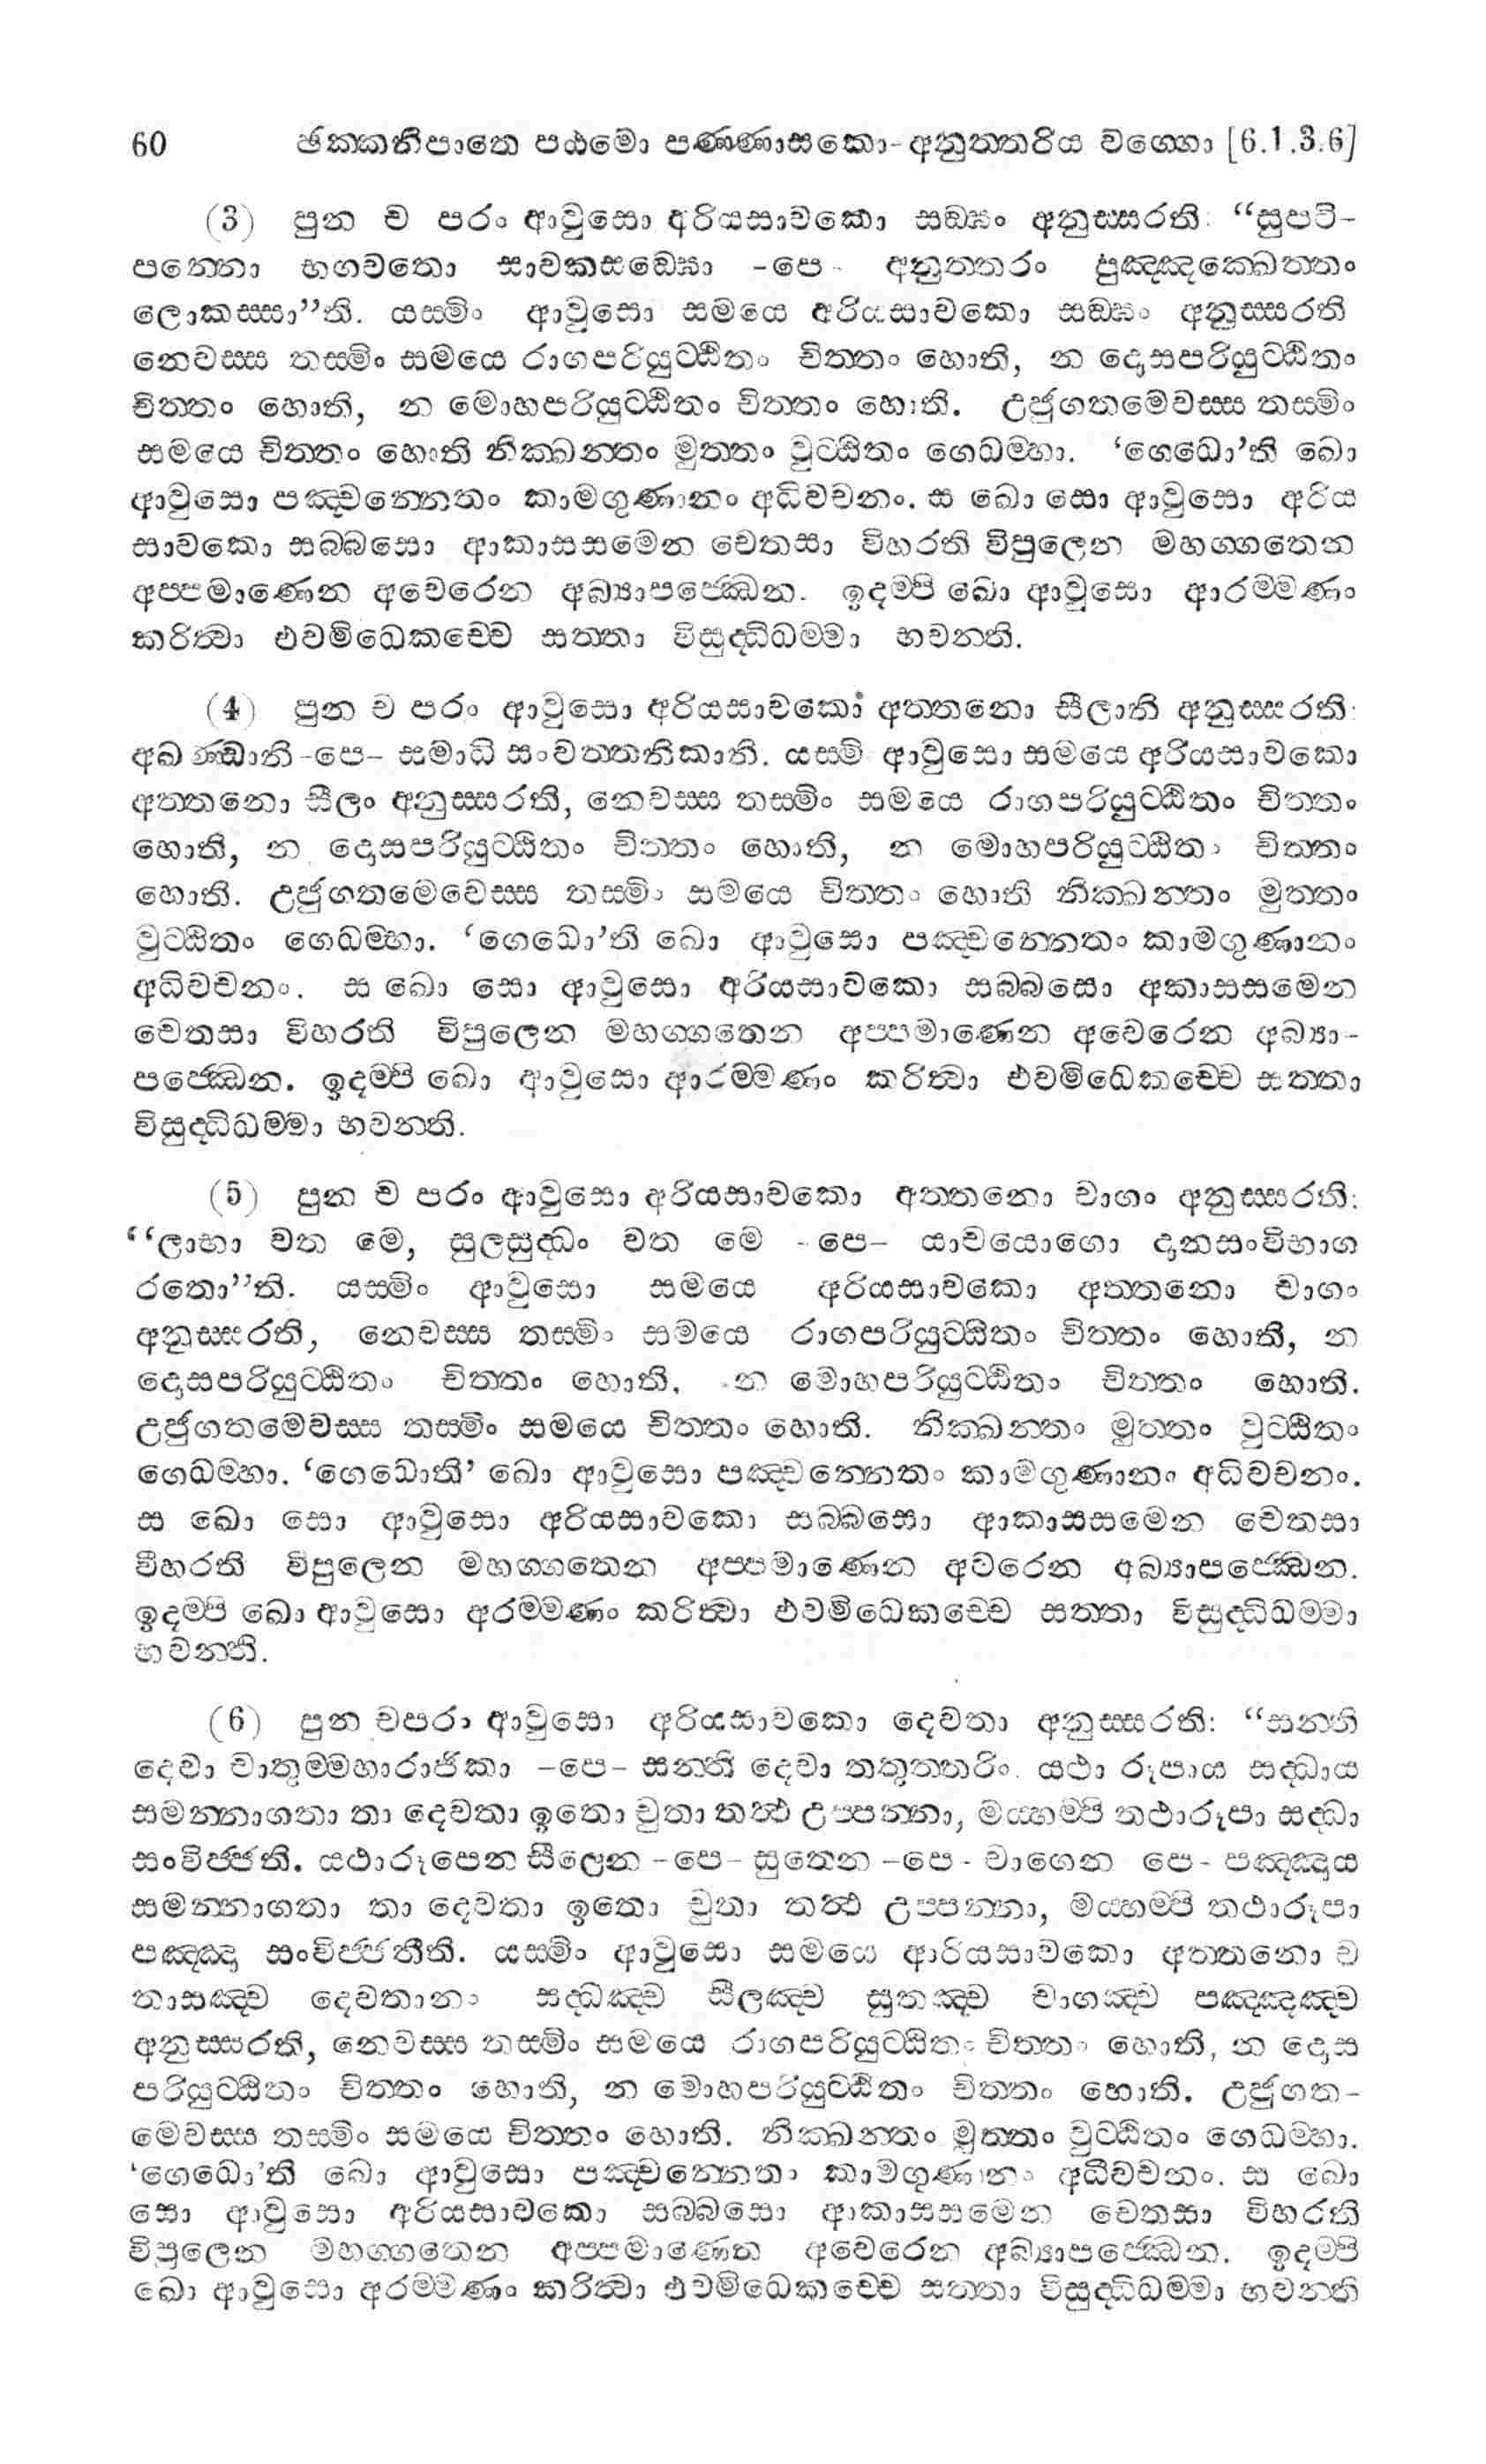 60 ඡක්කනිපාතෙ පඨමො පණ්ණාසකො-අනුත්තරිය වග්ගො [6.1.3.6]
(3) පුන ච පරං ආවුසො අරියසාවකො සඞ්ඝං අනුස්සරති: “සුපටි-
පන්නො භගවතො සාවකසඞ්ඝො -පෙ- අනුත්තරං පුඤ්ඤක්ඛෙත්තං
ලොකස්සා”ති. යස්මිං ආවුසො සමයෙ අරියසාවකො සඞ්ඝං අනුස්සරති
නෙවස්ස තස්මිං සමයෙ රාගපරියුට්ඨිතං චිත්තං හොති, න දොසපරියුට්ඨිතං
චිත්තං හොති, න මොහපරියුට්ඨිතං චිත්තං හොති. උජුගතමෙවස්ස තස්මිං
සමයෙ චිත්තං හොති නික්ඛන්තං මුත්තං වුට්ඨිතං ගෙධම්හා. ‘ගෙධො’ති ඛො
ආවුසො පඤ්චන්නෙතං කාමගුණානං අධිවචනං. ස ඛො සො ආවුසො අරිය
සාවකො සබ්බසො ආකාසසමෙන චෙතසා විහරති විපුලෙන මහග්ගතෙන
අප්පමාණෙන අවෙරෙන අබ්‍යාපජ්ඣෙන. ඉදම්පි ඛො ආවුසො ආරම්මණං
කරිත්‍වා එවමිධෙකච්චෙ සත්තා විසුද්ධිධම්මා භවන්ති.
(4) පුන ච පරං ආවුසො අරියසාවකො අත්තනො සීලානි අනුස්සරති:
අඛණ්ඩානි -පෙ- සමාධි සංවත්තනිකානි. යස්මි ආවුසො සමයෙ අරියසාවකො
අත්තනො සීලං අනුස්සරති, නෙවස්ස තස්මිං සමයෙ රාගපරියුට්ඨිතං චිත්තං
හොති, න දොසපරියුට්ඨිතං චිත්තං හොති, න මොහපරියුට්ඨිතං චිත්තං
හොති. උජුගතමෙවෙස්ස තස්මිං සමයෙ චිත්තං හොති නික්ඛන්තං මුත්තං
වුට්ඨිතං ගෙධම්හා. ‘ගෙධො’ති ඛො ආවුසො පඤ්චන්නෙතං කාමගුණානං
අධිවචනං. ස ඛො සො ආවුසො අරියසාවකො සබ්බසො අකාසසමෙන
චෙතසා විහරති විපුලෙන මහග්ගතෙන අප්පමාණෙන අවෙරෙන අබ්‍යා-
පජ්ඣෙන. ඉදම්පි ඛො ආවුසො ආරම්මණං කරිත්‍වා එවමිධෙකච්චෙ සත්තා
විසුද්ධිධම්මා භවන්ති.
(5) පුන ච පරං ආවුසො අරියසාවකො අත්තනො චාගං අනුස්සරති:
“ලාභා වත මෙ, සුලසුද්ධං වත මෙ -පෙ- යාචයොගො දානසංවිභාග
රතො”ති. යස්මිං ආවුසො සමයෙ අරියසාවකො අත්තනො චාගං
අනුස්සරති, නෙවස්ස තස්මිං සමයෙ රාගපරියුට්ඨිතං චිත්තං හොති, න
දොසපරියුට්ඨිතං චිත්තං හොති, න මොහපරියුට්ඨිතං චිත්තං හොති.
උජුගතමෙවස්ස තස්මිං සමයෙ චිත්තං හොති. නික්ඛන්තං මුත්තං වුට්ඨිතං
ගෙධම්හා. ‘ගෙධොති’ ඛො ආවුසො පඤ්චන්නෙතං කාමගුණානං අධිවචනං.
ස ඛො සො ආවුසො අරියසාවකො සබ්බසො ආකාසසමෙන චෙතසා
විහරති විපුලෙන මහග්ගතෙන අප්පමාණෙන අවරෙන අබ්‍යාපජ්ඣෙන.
ඉදම්පි ඛො ආවුසො අරම්මණං කරිත්‍වා එවමිධෙකච්චෙ සත්තා විසුද්ධිධම්මා
භවන්ති.
(6) පුන චපරං ආවුසො අරියසාවකො දෙවතා අනුස්සරති: “සන්ති
දෙවා චාතුම්මහාරාජිකා -පෙ- සන්ති දෙවා තතුත්තරිං. යථා රූපාය සද්ධාය
සමන්නාගතා තා දෙවතා ඉතො චුතා තත්‍ථ උප්පන්නා, මය්හම්පි තථාරූපා සද්ධා
සංවිජ්ජති. යථාරූපෙන සීලෙන -පෙ- සුතෙන -පෙ- චාගෙන පෙ- පඤ්ඤාය
සමන්නාගතා තා දෙවතා ඉතො චුතා තත්‍ථ උප්පන්නා, මය්හම්පි තථාරූපා
පඤ්ඤා සංවිජ්ජතීති. යස්මිං ආවුසො සමයෙ ආරියසාවකො අත්තනො ච
තාසඤ්ච දෙවතානං සද්ධඤ්ච සීලඤ්ච සුතඤ්ච චාගඤ්ච පඤ්ඤඤ්ච
අනුස්සරති, නෙවස්ස තස්මිං සමයෙ රාගපරියුට්ඨිතං චිත්තං හොති, න දොස
පරියුට්ඨිතං චිත්තං හොති, න මොහපරියුට්ඨිතං චිත්තං හොති. උජුගත-
මෙවස්ස තස්මිං සමයෙ චිත්තං හොති. නික්ඛන්තං මුත්තං වුට්ඨිතං ගෙධම්හා.
‘ගෙධො’ති ඛො ආවුසො පඤ්චන්නෙතං කාමගුණානං අධිවචනං. ස ඛො
සො ආවුසො අරියසාවකො සබ්බසො ආකාසසමෙන චෙතසා විහරති
විපුලෙන මහග්ගතෙන අප්පමාණෙන අවෙරෙන අබ්‍යාපජ්ඣෙන. ඉදම්පි
ඛො ආවුසො අරම්මණං කරිත්‍වා එවමිධෙකච්චෙ සත්තා විසුද්ධිධම්මා භවන්ති